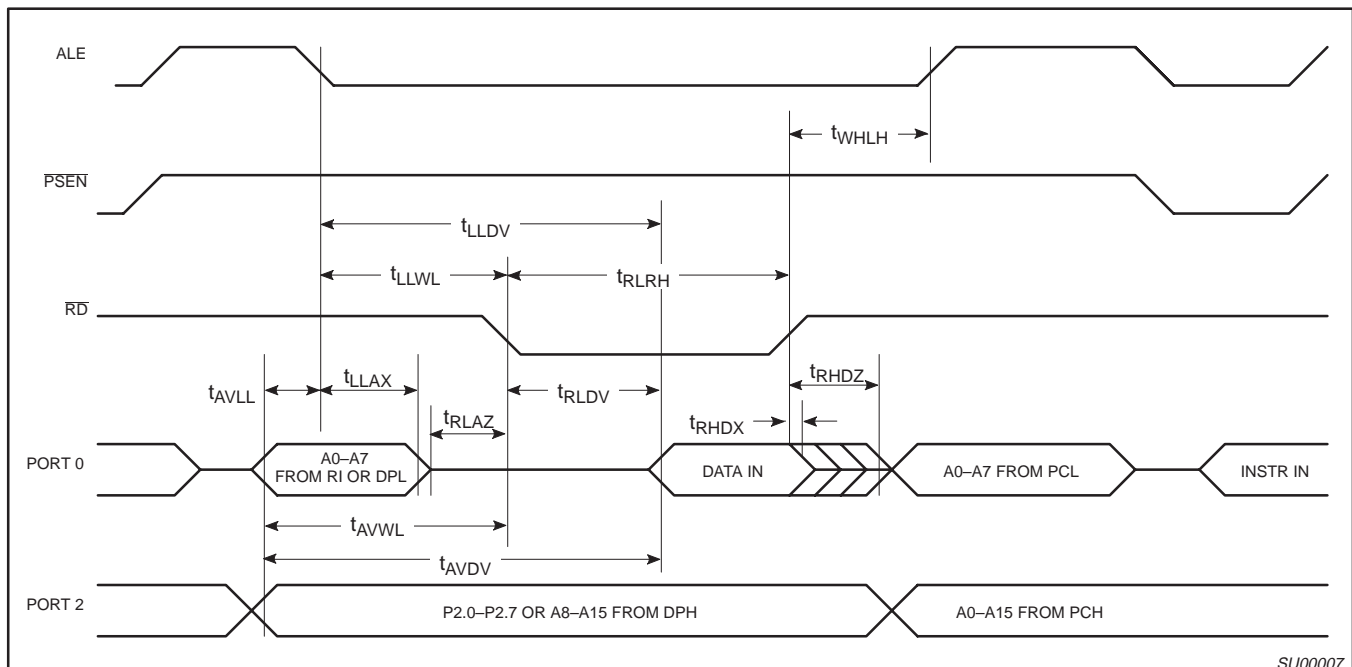 ALE
tWHLH
PSEN
tLLDV
tLLWL
tRLRH
RD
tAVLL
tLLAX
tRLDV
tRHDZ
tRLAZ
tRHDX
PORT 0
A0–A7
FROM RI OR DPL
DATA IN
A0–A7 FROM PCL
INSTR IN
tAVWL
tAVDV
PORT 2
P2.0–P2.7 OR A8–A15 FROM DPH
A0–A15 FROM PCH
SU00007